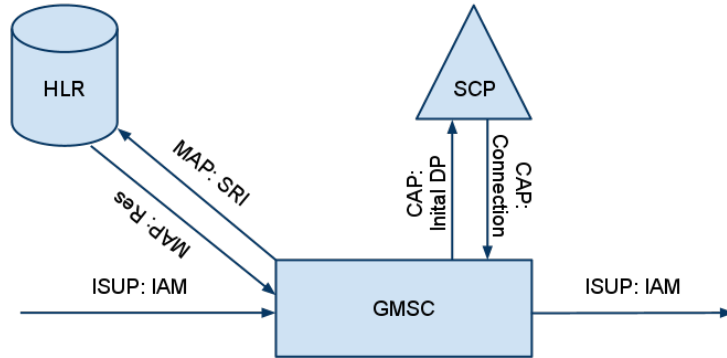 HLR
SCP
MAP: SRI
MAP: Res
CAP:
Inital DP
CAP:
Connection
ISUP: IAM
GMSC
ISUP: IAM